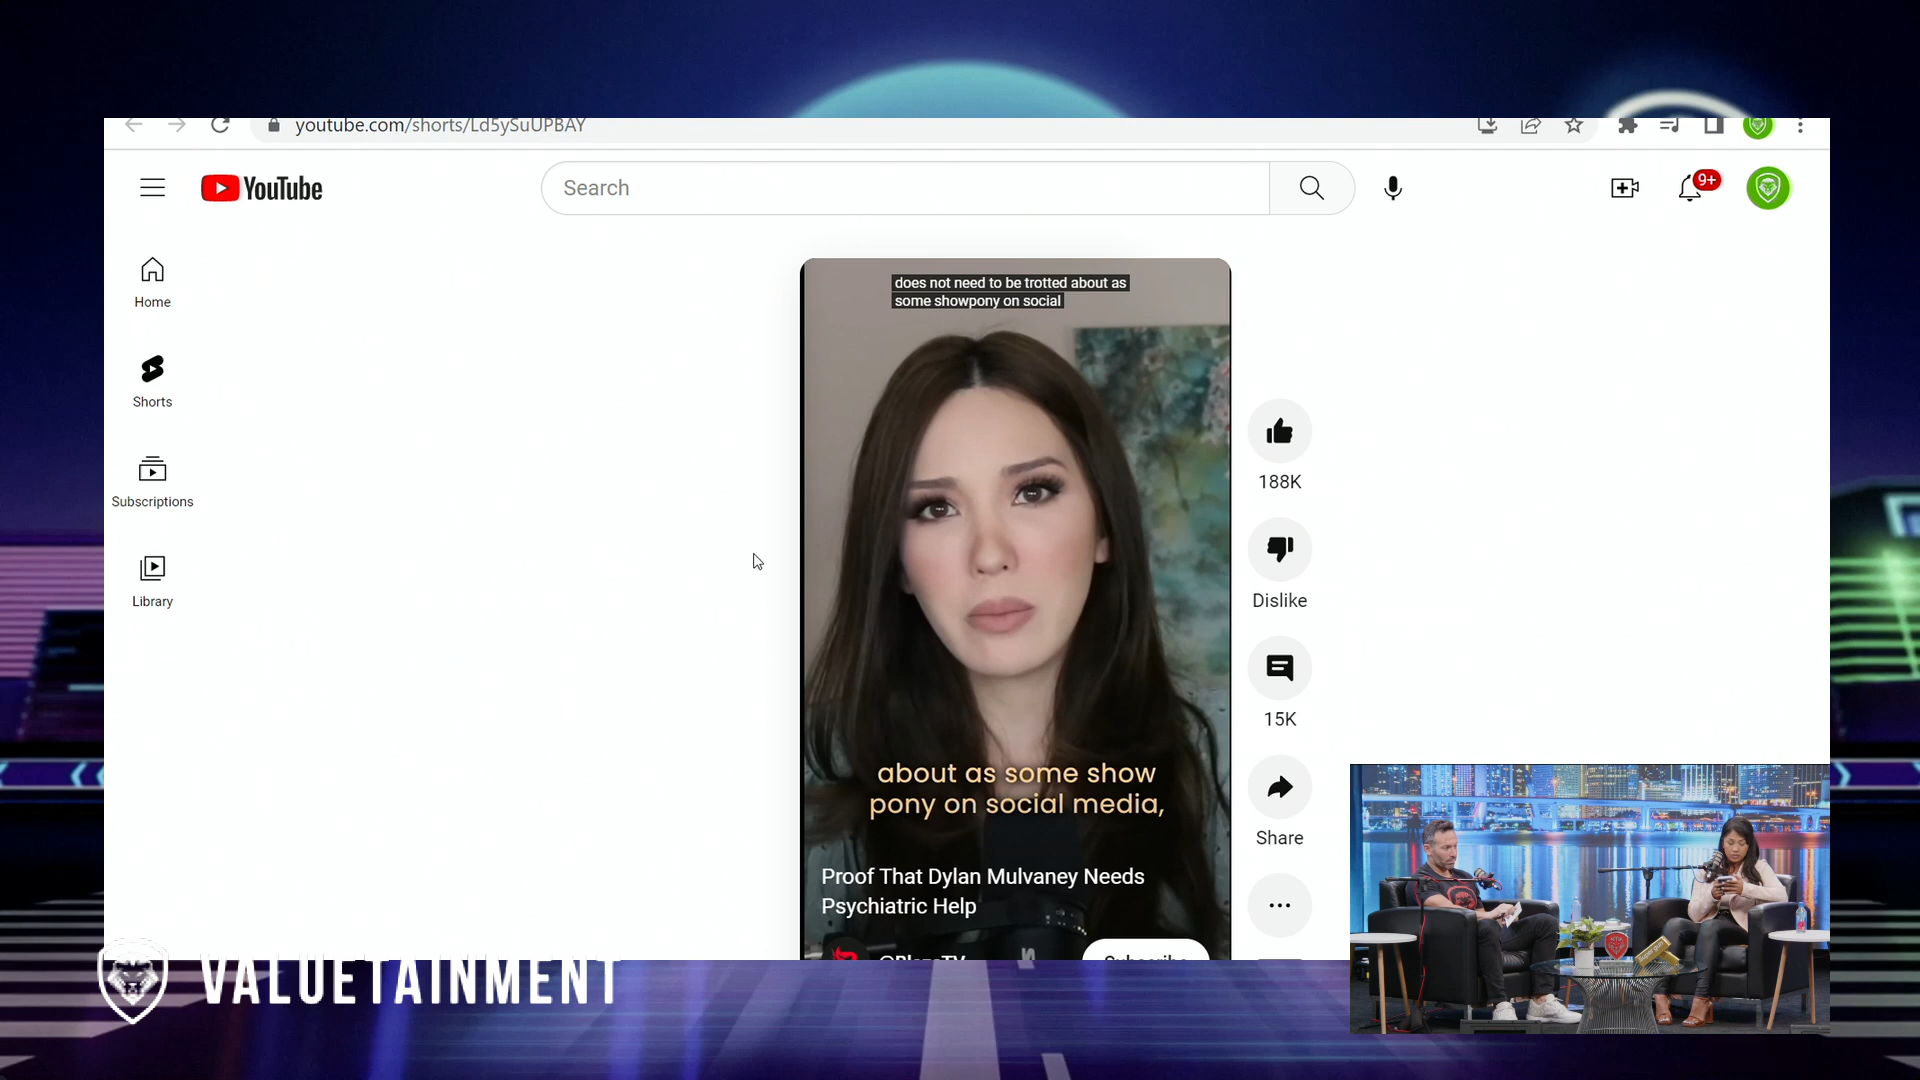 youtube.com/shorts/Ld5ySuUPBAY
YouTube
Search
9+
Home
Shorts
Subscriptions
Library
does not need to be trotted about as
some showpony on social
about as some show
pony on social media,
Proof That Dylan Mulvaney Needs
Psychiatric Help
@BlazeTV
Subscribe
188K
Dislike
15K
Share
VALUETAINMENT